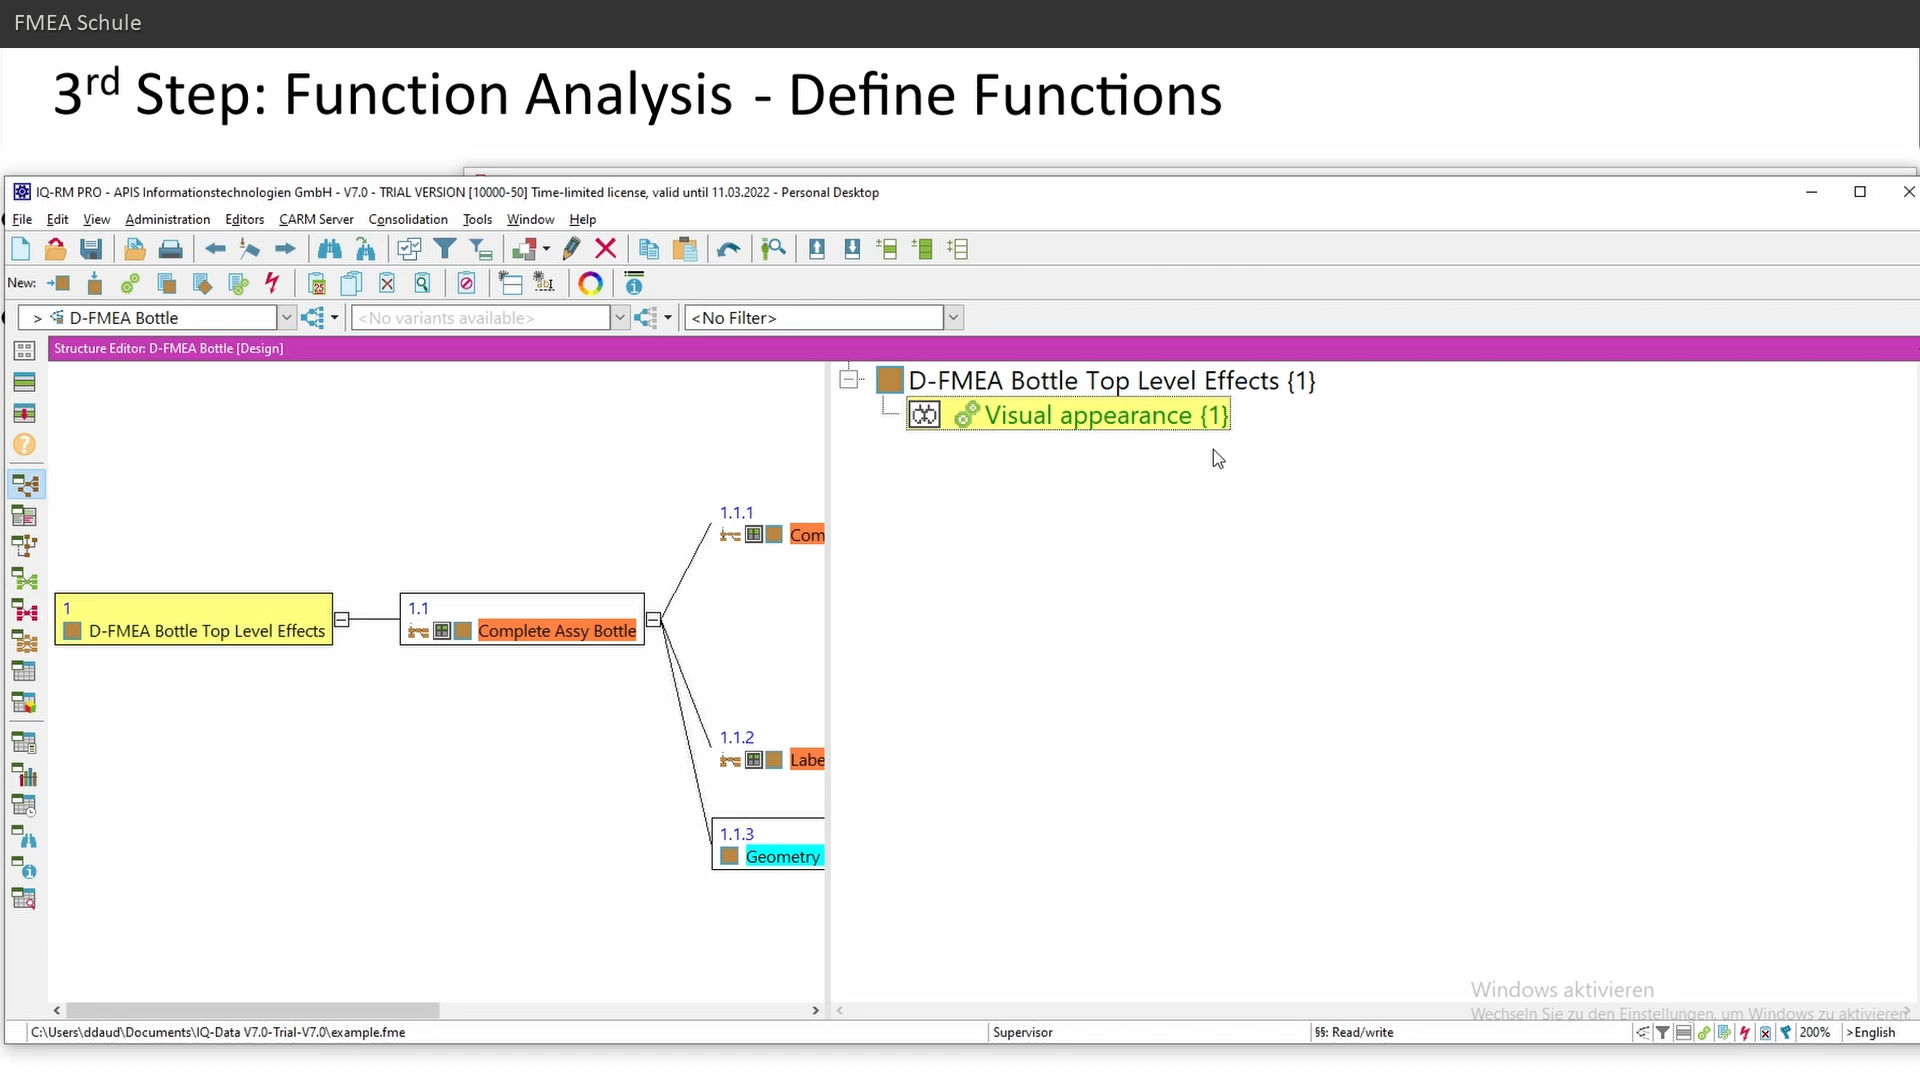 FMEA Schule
3rd Step: Function Analysis - Define Functions
IQ-RM PRO - APIS Informationstechnologien GmbH - V7.0 - TRIAL VERSION [10000-50] Time-limited license, valid until 11.03.2022 - Personal Desktop
File Edit View Administration Editors CARM Server Consolidation Tools Window Help
New:
> D-FMEA Bottle <No variants available> <No Filter>
Structure Editor: D-FMEA Bottle [Design]
D-FMEA Bottle Top Level Effects {1}
Visual appearance {1}
1.1.1
Com
1
D-FMEA Bottle Top Level Effects
1.1
Complete Assy Bottle
1.1.2
Labe
1.1.3
Geometry
Windows aktivieren
Wechseln Sie zu den Einstellungen, um Windows zu aktivieren.
C:\Users\ddaud\Documents\IQ-Data V7.0-Trial-V7.0\example.fme Supervisor §§: Read/write 200% >English